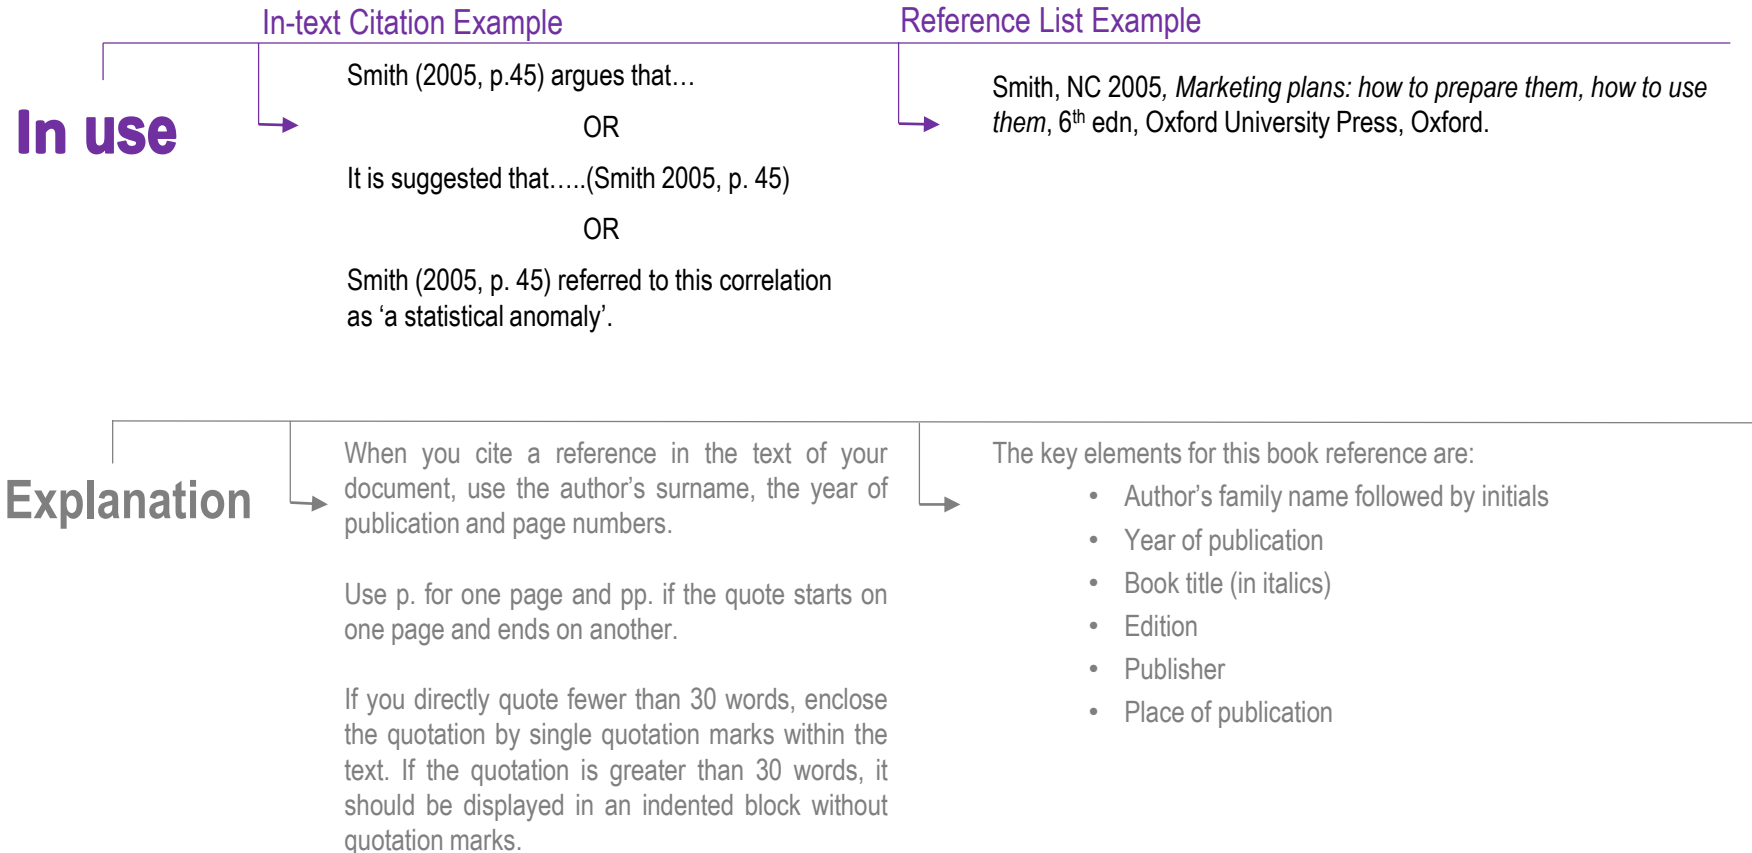 In-text Citation Example
Reference List Example
In use
Smith (2005, p.45) argues that…
OR
It is suggested that…..(Smith 2005, p. 45)
OR
Smith (2005, p. 45) referred to this correlation
as ‘a statistical anomaly’.
Smith, NC 2005, Marketing plans: how to prepare them, how to use
them, 6th edn, Oxford University Press, Oxford.
Explanation
When you cite a reference in the text of your
document, use the author’s surname, the year of
publication and page numbers.
Use p. for one page and pp. if the quote starts on
one page and ends on another.
If you directly quote fewer than 30 words, enclose
the quotation by single quotation marks within the
text. If the quotation is greater than 30 words, it
should be displayed in an indented block without
quotation marks.
The key elements for this book reference are:
• Author’s family name followed by initials
• Year of publication
• Book title (in italics)
• Edition
• Publisher
• Place of publication